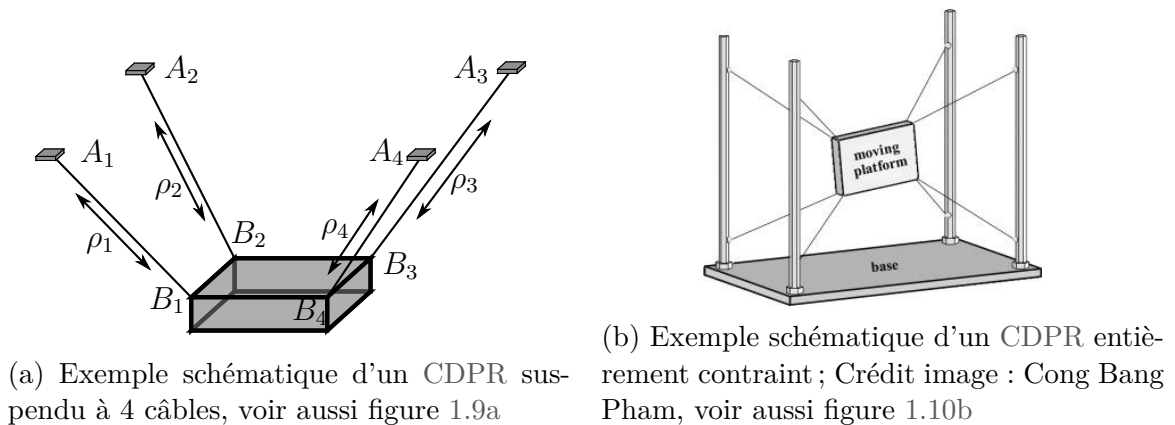 A₂
A₃
A₁
A₄
ρ₂
ρ₃
ρ₁
ρ₄
B₂
B₃
B₁
B₄
(a) Exemple schématique d'un CDPR sus-
pendu à 4 câbles, voir aussi figure 1.9a
moving
platform
base
(b) Exemple schématique d'un CDPR entiè-
rement contraint ; Crédit image : Cong Bang
Pham, voir aussi figure 1.10b